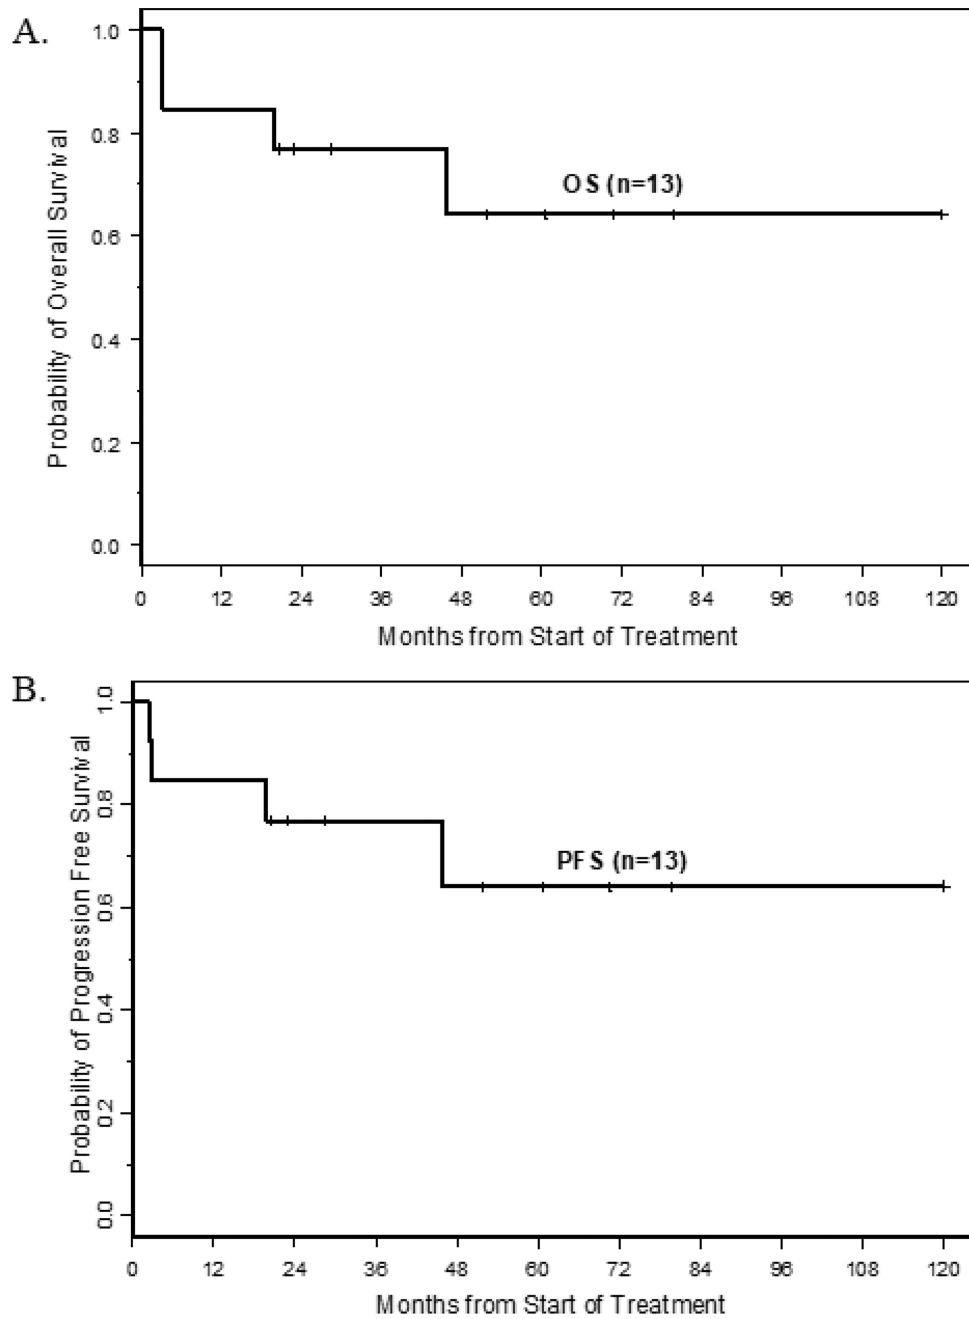 A.
Probability of Overall Survival
1.0
0.8
0.6
0.4
0.2
0.0
OS (n=13)
0 12 24 36 48 60 72 84 96 108 120
Months from Start of Treatment
B.
Probability of Progression Free Survival
1.0
0.8
0.6
0.4
0.2
0.0
PFS (n=13)
0 12 24 36 48 60 72 84 96 108 120
Months from Start of Treatment